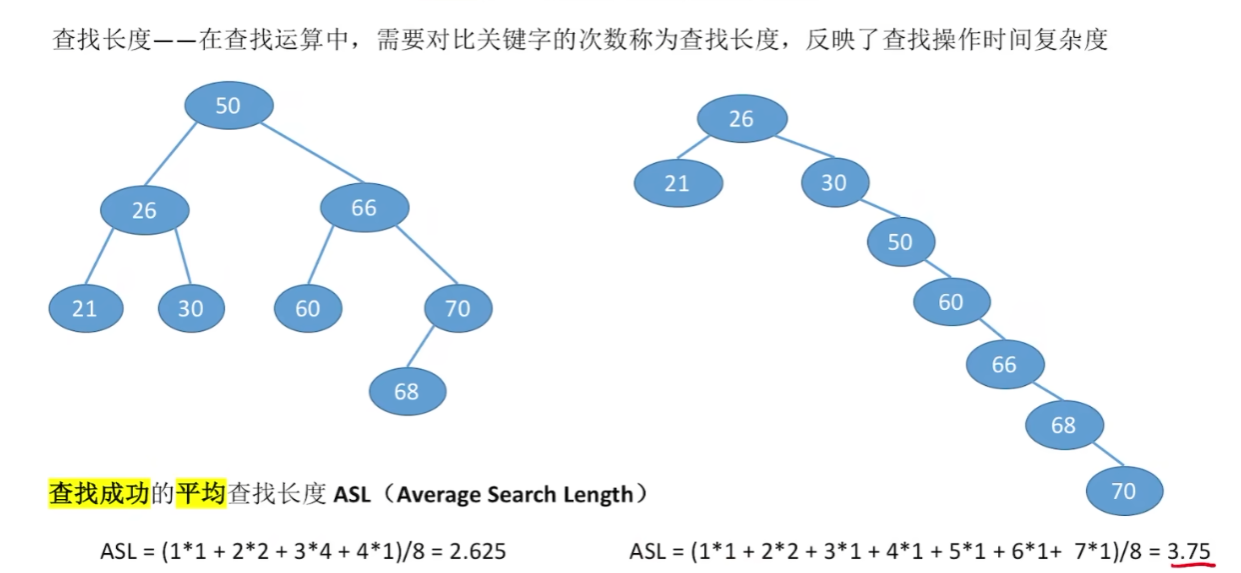 查找长度——在查找运算中，需要对比关键字的次数称为查找长度，反映了查找操作时间复杂度
50
26 66
21 30 60 70
68
26
21 30
50
60
66
68
70
查找成功的平均查找长度 ASL（Average Search Length）
ASL = (1*1 + 2*2 + 3*4 + 4*1)/8 = 2.625
ASL = (1*1 + 2*2 + 3*1 + 4*1 + 5*1 + 6*1+ 7*1)/8 = 3.75